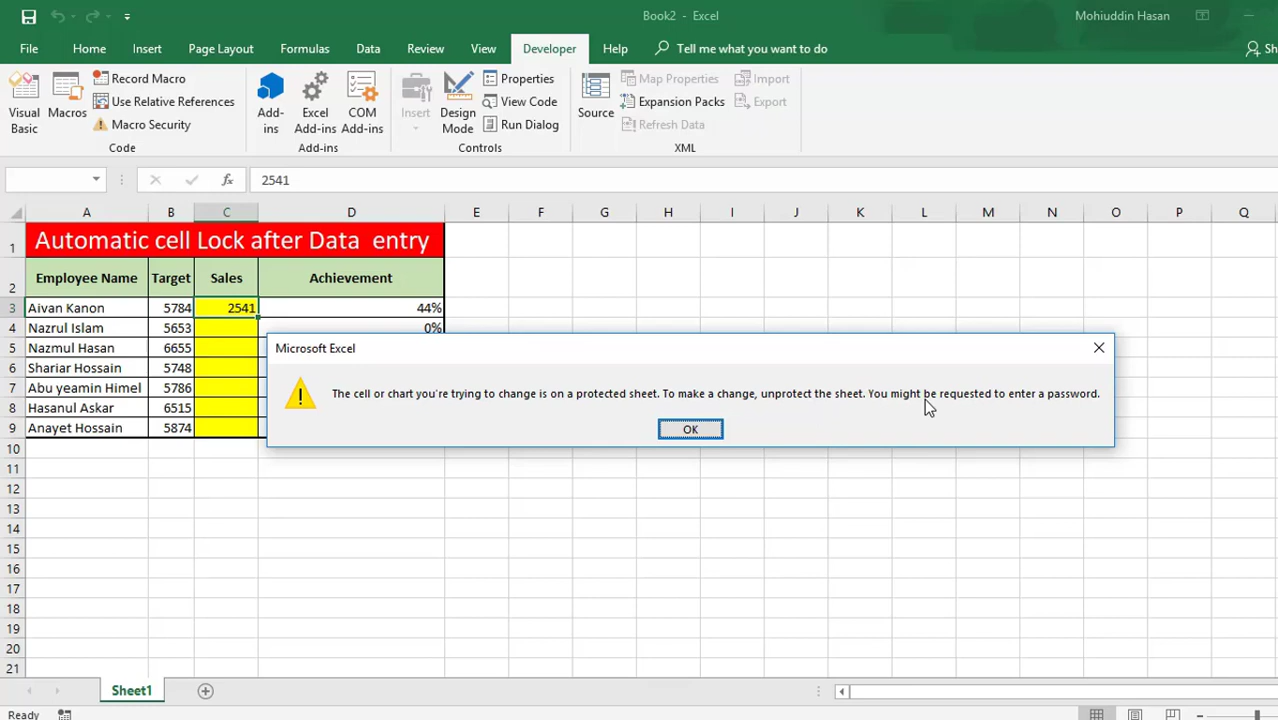 Book2 - Excel
Mohiuddin Hasan
File Home Insert Page Layout Formulas Data Review View Developer Help Tell me what you want to do Sh
Visual Basic
Macros
Record Macro
Use Relative References
Macro Security
Code
Add-ins
Excel Add-ins
COM Add-ins
Add-ins
Insert
Design Mode
Properties
View Code
Run Dialog
Controls
Source
Map Properties
Expansion Packs
Refresh Data
Import
Export
XML
fx 2541
A B C D E F G H I J K L M N O P Q
1 Automatic cell Lock after Data entry
2 Employee Name Target Sales Achievement
3 Aivan Kanon 5784 2541 44%
4 Nazrul Islam 5653 0%
5 Nazmul Hasan 6655
6 Shariar Hossain 5748
7 Abu yeamin Himel 5786
8 Hasanul Askar 6515
9 Anayet Hossain 5874
10
11
12
13
14
15
16
17
18
19
20
21
Microsoft Excel
The cell or chart you're trying to change is on a protected sheet. To make a change, unprotect the sheet. You might be requested to enter a password.
OK
Sheet1
Ready